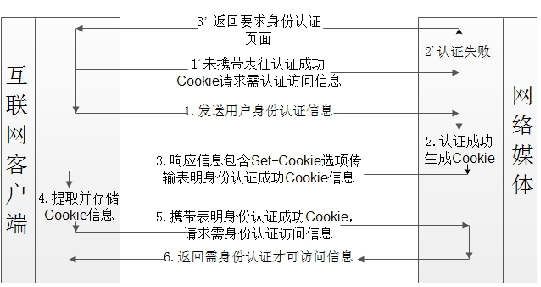 互联网客户端
网络媒体
3' 返回要求身份认证
页面
2' 认证失败
1' 未携带表征认证成功
Cookie请求需认证访问信息
1. 发送用户身份认证信息
2. 认证成功
生成Cookie
3. 响应信息包含Set-Cookie选项传
输表明身份认证成功Cookie信息
4. 提取并存储
Cookie信息
5. 携带表明身份认证成功Cookie,
请求需身份认证访问信息
6. 返回需身份认证才可访问信息